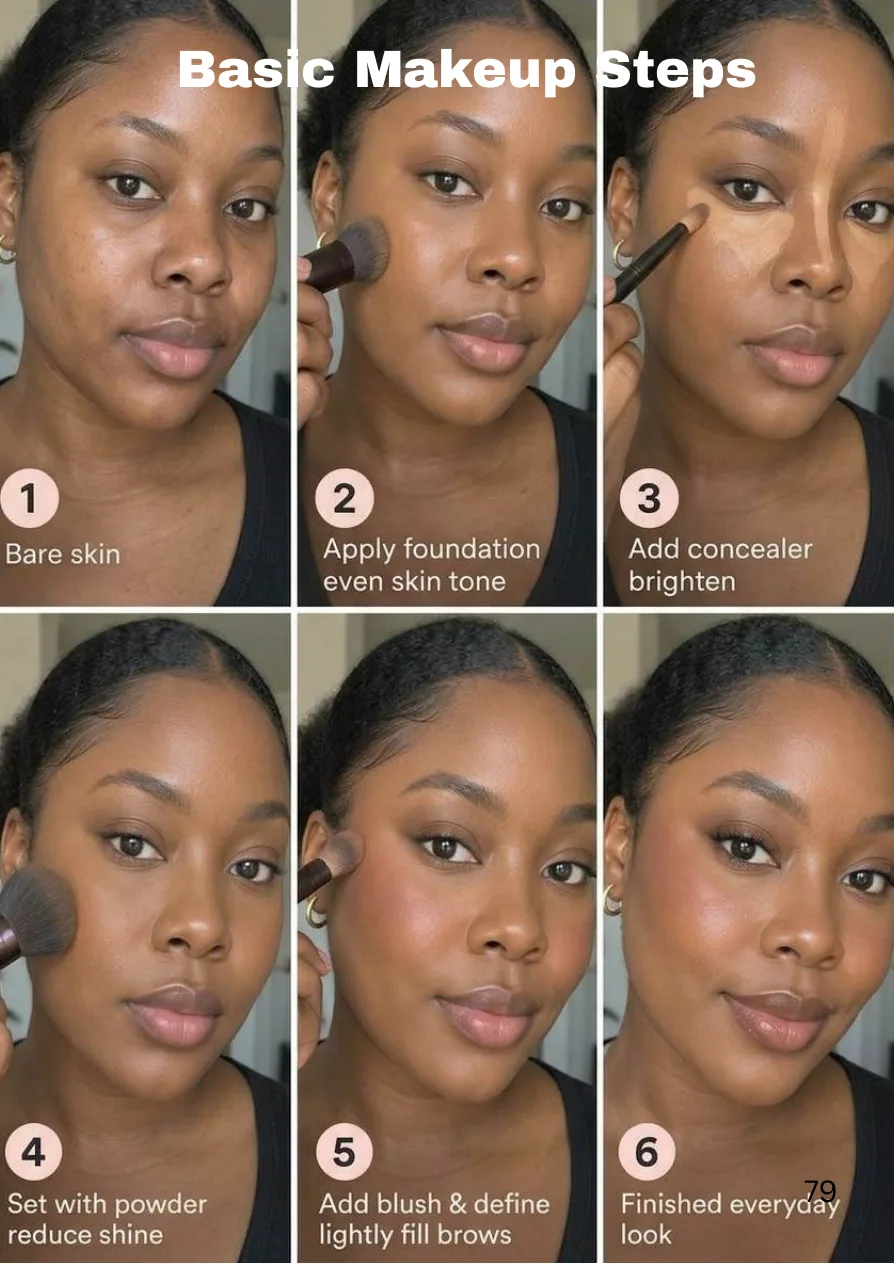 Basic Makeup Steps
1
Bare skin
2
Apply foundation
even skin tone
3
Add concealer
brighten
4
Set with powder
reduce shine
5
Add blush & define
lightly fill brows
6
Finished everyday
look
79